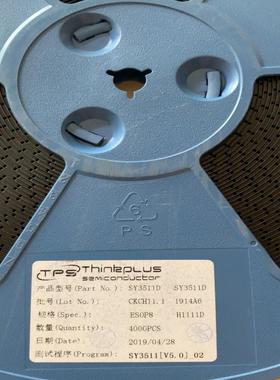 6
PS
TPS Thinkplus
semiconductor
产品型号(Part No.): SY3511D SY3511D
批号(Lot No.): CKCH11.1 1914A6
规格(Spec.): ESOP8 H1111D
数量(Quantity): 4000PCS
日期(Date): 2019/04/28
测试程序(Program): SY3511[V5.0]_02